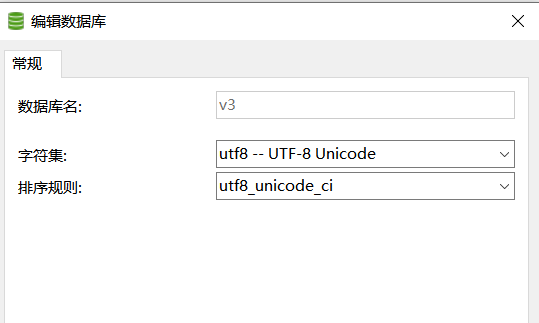 编辑数据库
常规
数据库名: v3
字符集: utf8 -- UTF-8 Unicode
排序规则: utf8_unicode_ci